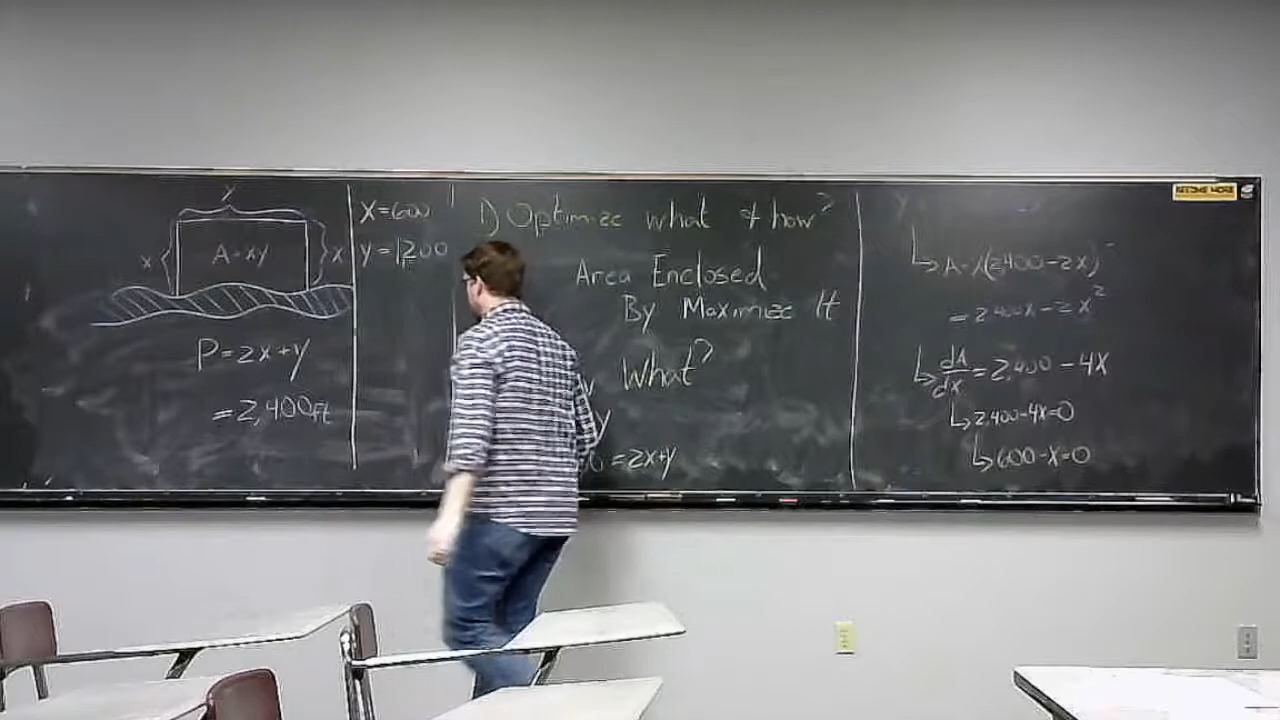 y
A=xy
x
x
P=2x+y
=2,400ft
X=600
y=1200
1) Optimize what & how?
Area Enclosed
By Maximize It
What?
y
=2x+y
A=x(2400-2x)
=2400x-2x²
dA/dx=2,400-4x
2,400-4x=0
600-x=0